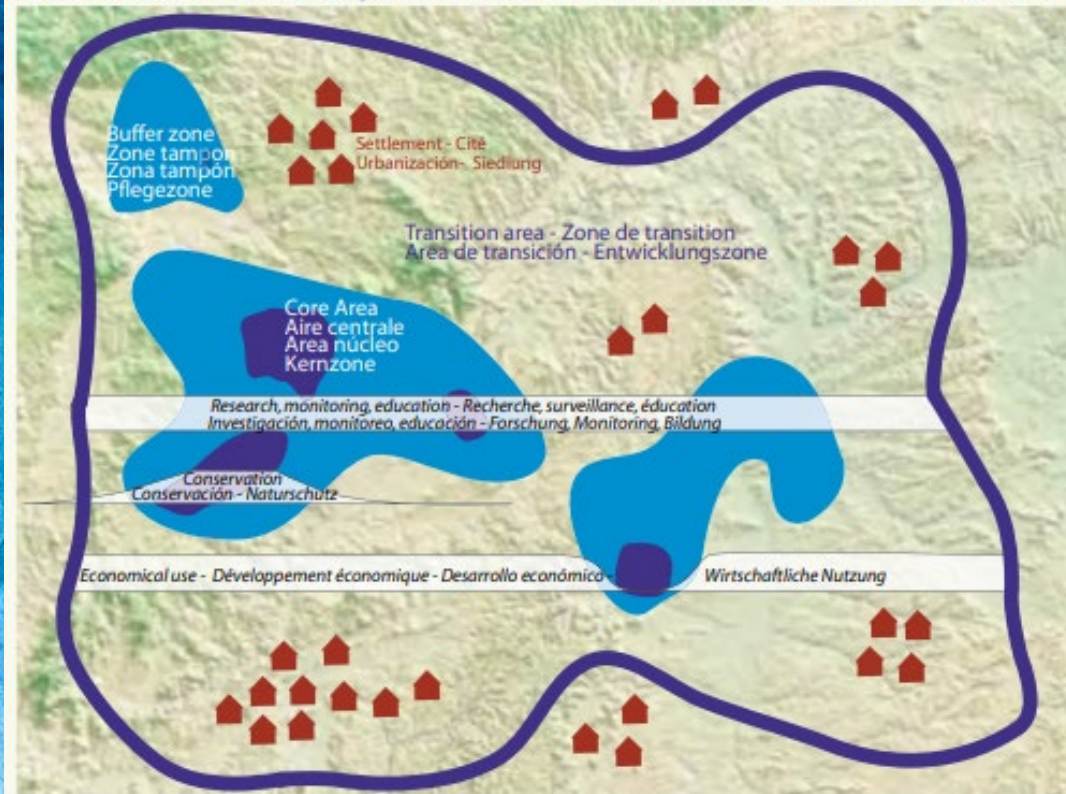 Buffer zone
Zone tampon
Zona tampón
Pflegezone
Settlement - Cité
Urbanización- Siedlung
Transition area - Zone de transition
Area de transición - Entwicklungszone
Core Area
Aire centrale
Area núcleo
Kernzone
Research, monitoring, education - Recherche, surveillance, éducation
Investigación, monitoreo, educación - Forschung, Monitoring, Bildung
Conservation
Conservación - Naturschutz
Economical use - Développement économique - Desarrollo económico - Wirtschaftliche Nutzung